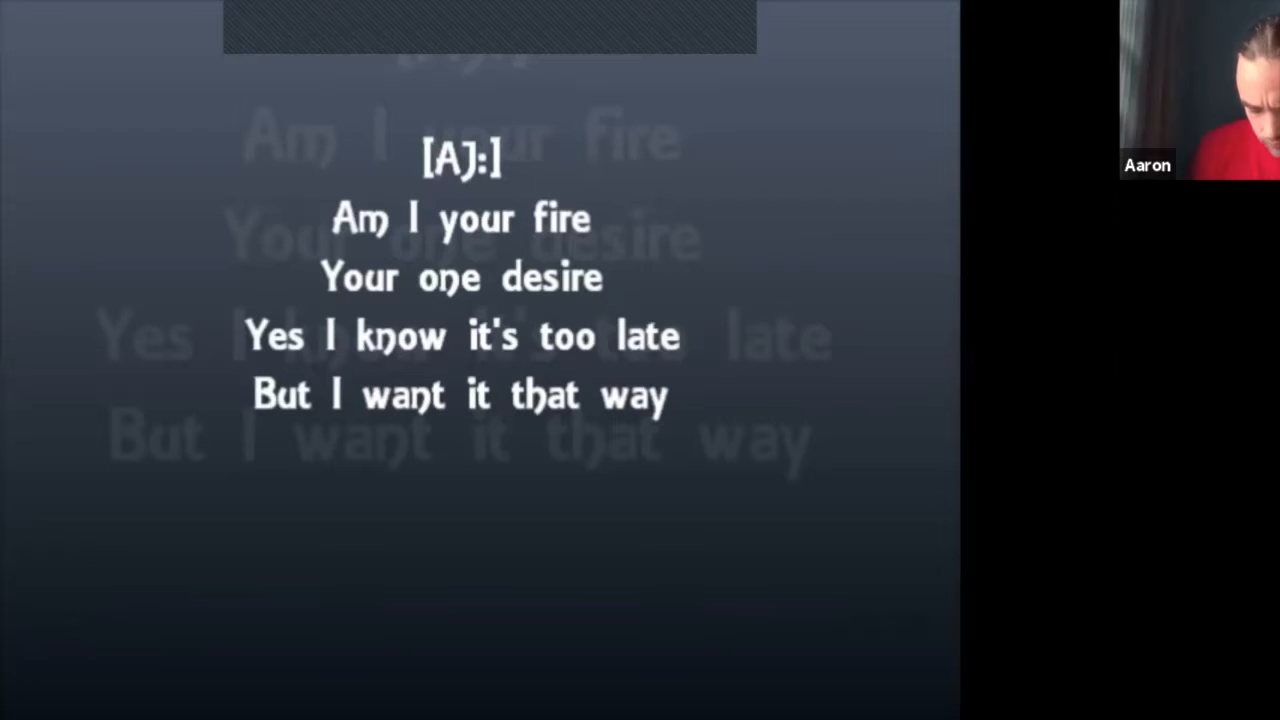 [AJ:]
Am I your fire
Your one desire
Yes I know it's too late
But I want it that way
Aaron